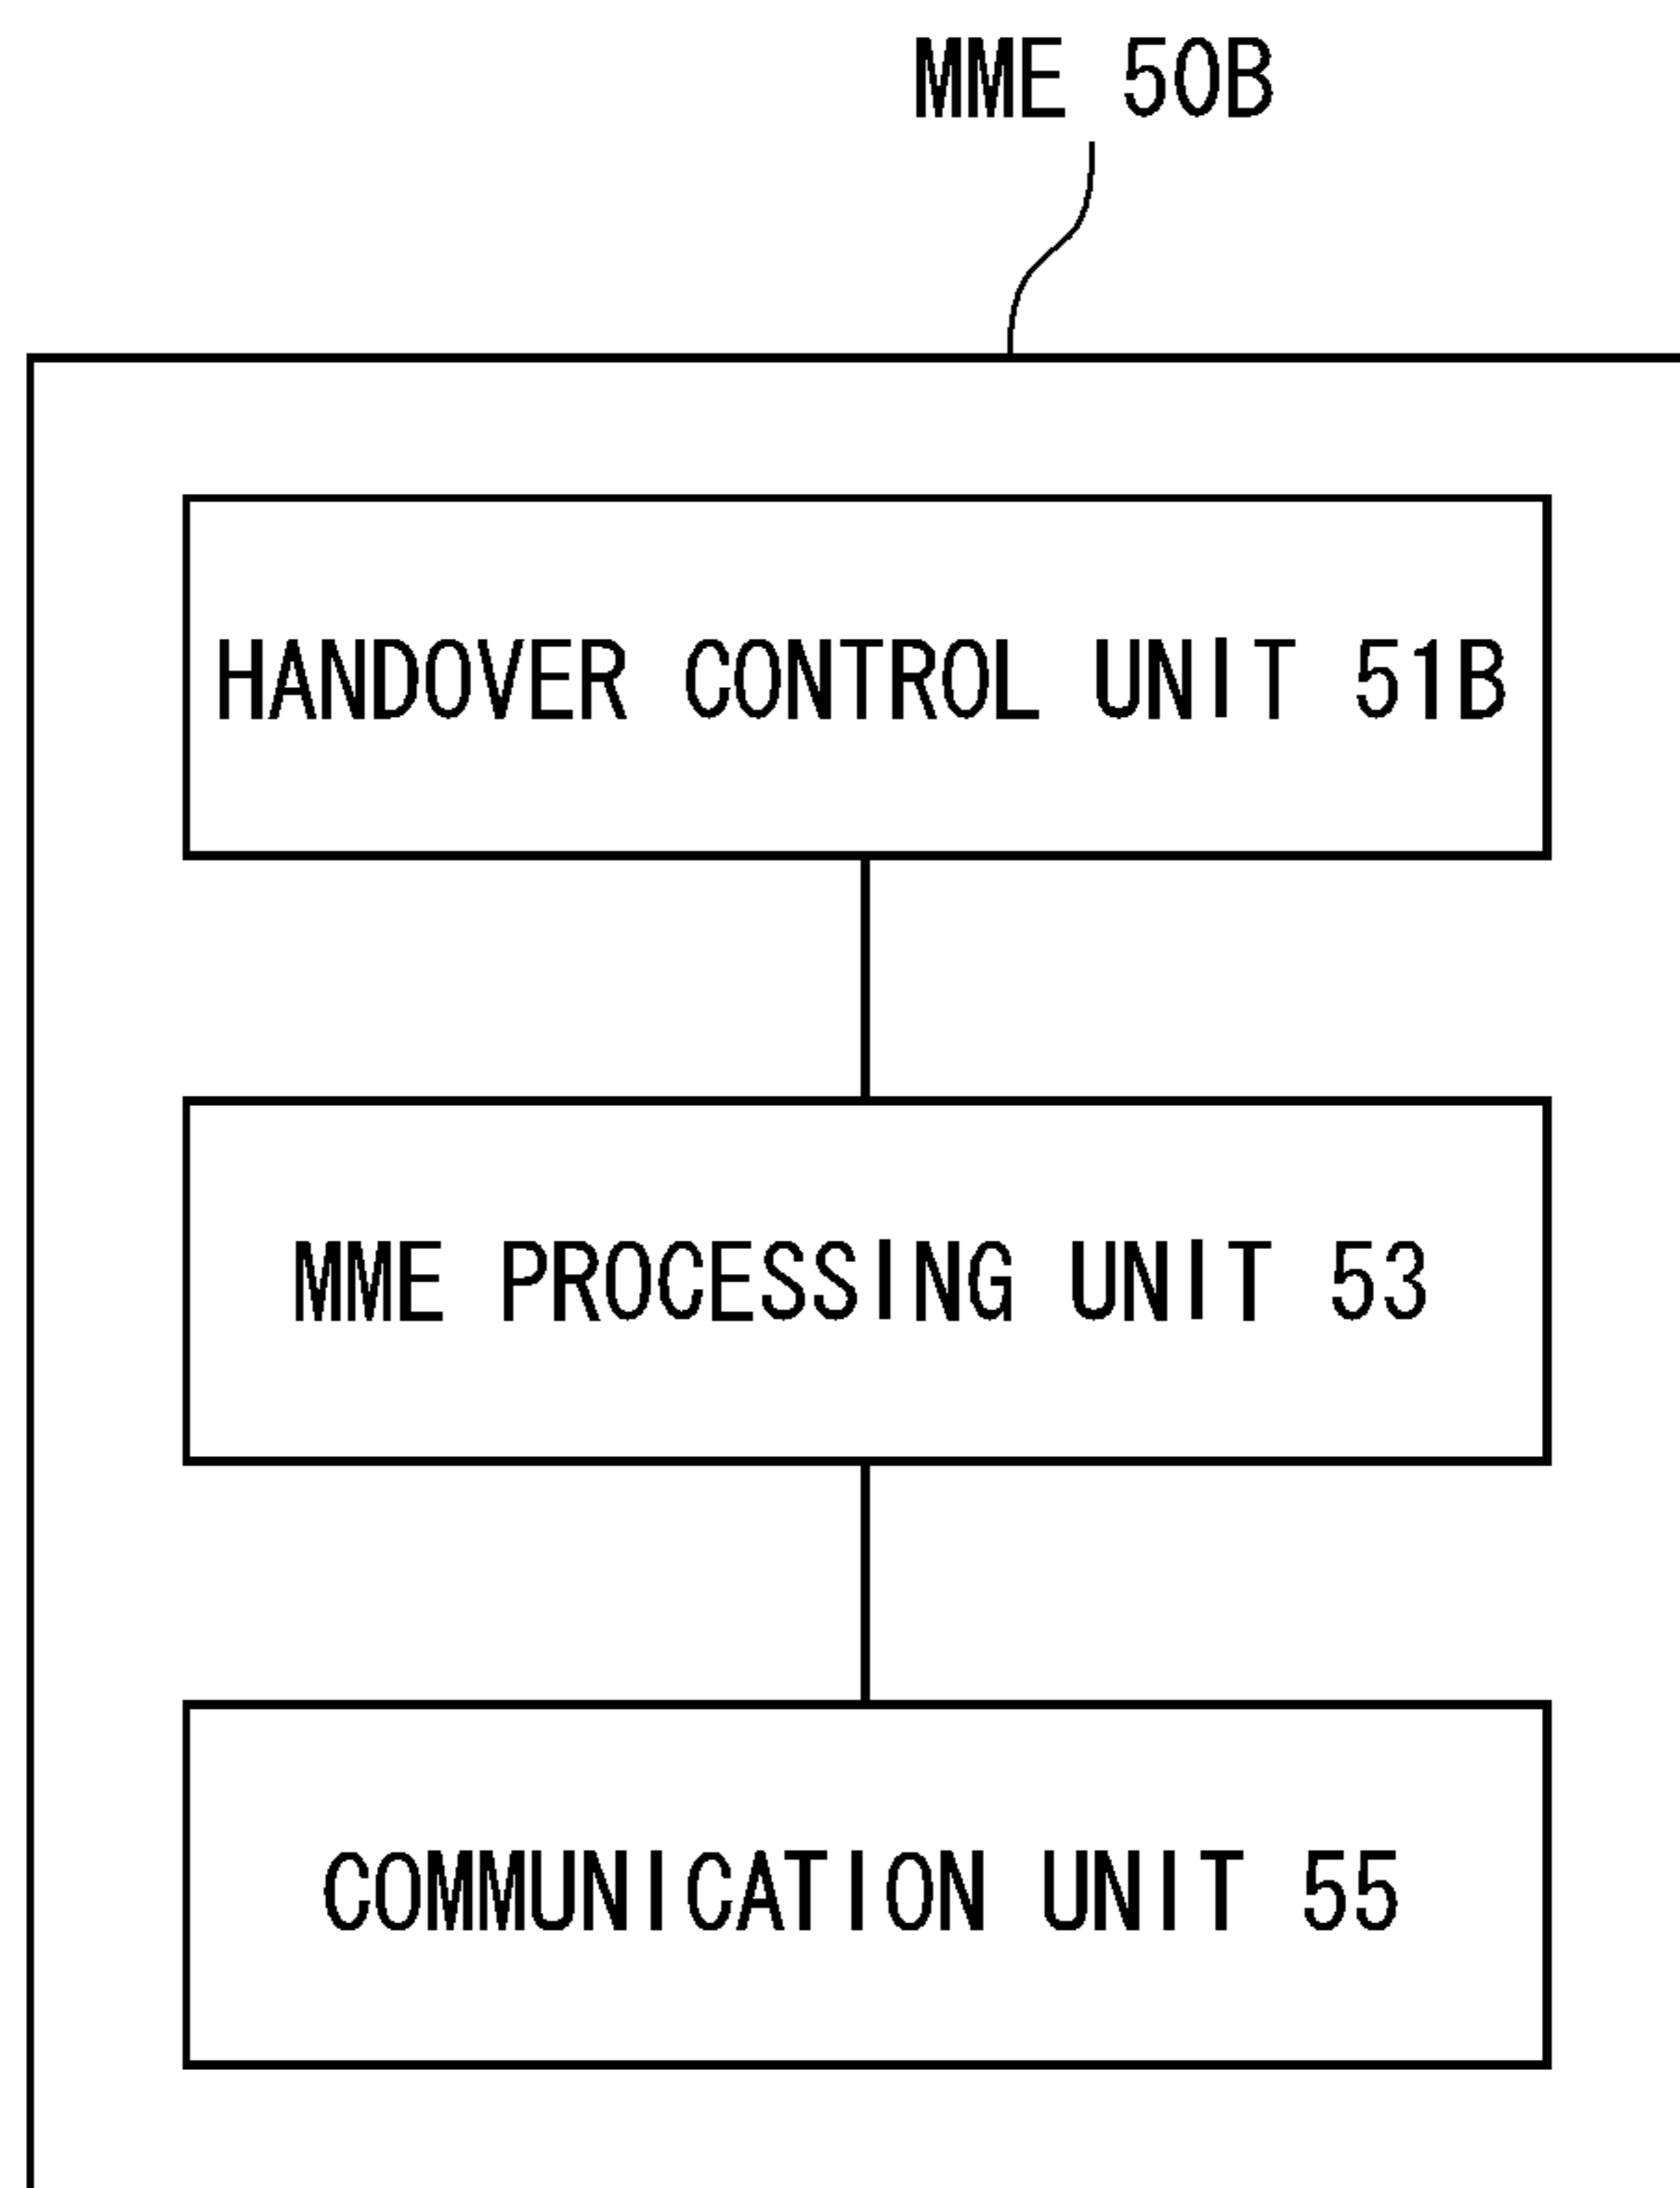 MME 50B
HANDOVER CONTROL UNIT 51B
MME PROCESSING UNIT 53
COMMUNICATION UNIT 55